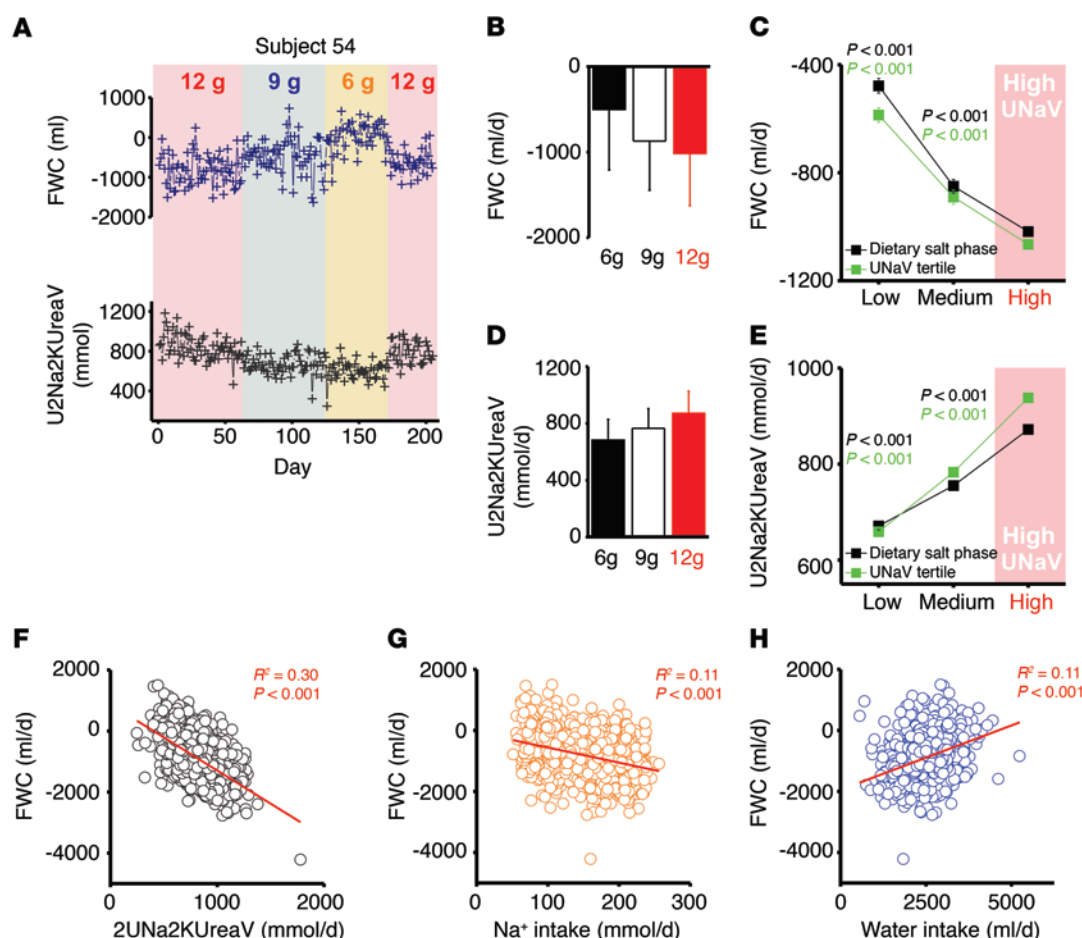 A
Subject 54
12 g
9 g
6 g
12 g
FWC (ml)
1000
0
-1000
-2000
U2Na2KUreaV
(mmol)
1200
800
400
0
50
100
150
200
Day
B
FWC (ml/d)
0
-1000
-2000
6g
9g
12g
C
FWC (ml/d)
-400
-800
-1200
P < 0.001
P < 0.001
P < 0.001
P < 0.001
High
UNaV
Dietary salt phase
UNaV tertile
Low
Medium
High
D
U2Na2KUreaV
(mmol/d)
1200
800
400
0
6g
9g
12g
E
U2Na2KUreaV (mmol/d)
1000
800
600
P < 0.001
P < 0.001
P < 0.001
P < 0.001
High
UNaV
Dietary salt phase
UNaV tertile
Low
Medium
High
F
FWC (ml/d)
2000
0
-2000
-4000
R² = 0.30
P < 0.001
0
1000
2000
2UNa2KUreaV (mmol/d)
G
FWC (ml/d)
2000
0
-2000
-4000
R² = 0.11
P < 0.001
0
100
200
300
Na⁺ intake (mmol/d)
H
FWC (ml/d)
2000
0
-2000
-4000
R² = 0.11
P < 0.001
0
2500
5000
Water intake (ml/d)